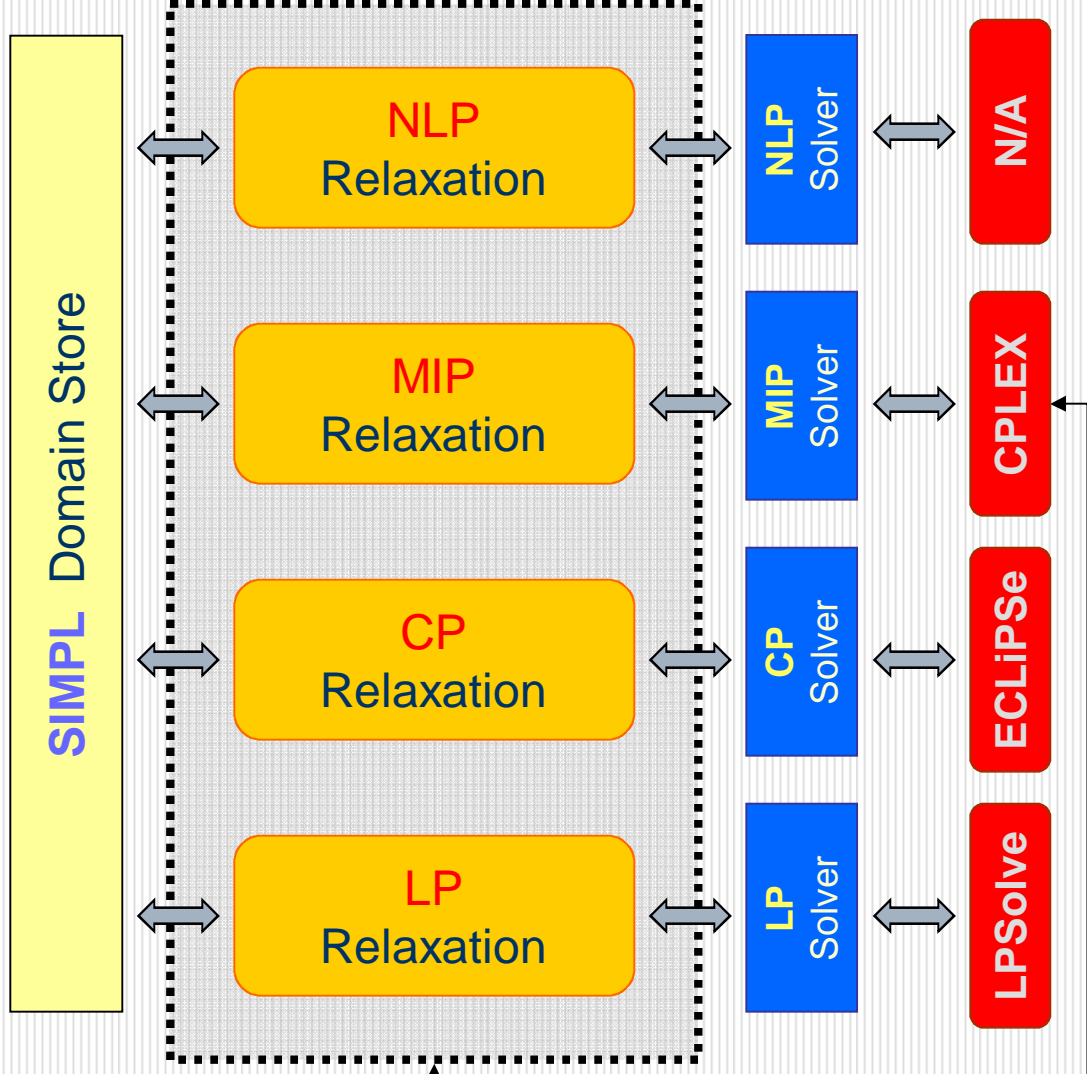 SIMPL Domain Store
NLP
Relaxation
NLP
Solver
N/A
MIP
Relaxation
MIP
Solver
CPLEX
CP
Relaxation
CP
Solver
ECLiPSe
LP
Relaxation
LP
Solver
LPSolve